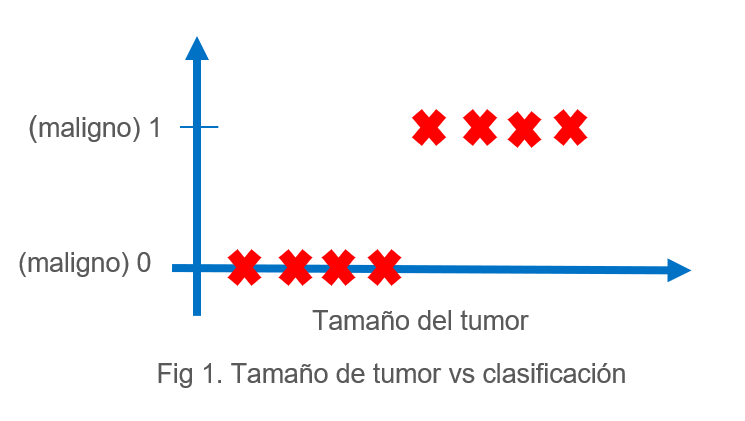 (maligno) 1
(maligno) 0
Tamaño del tumor
Fig 1. Tamaño de tumor vs clasificación